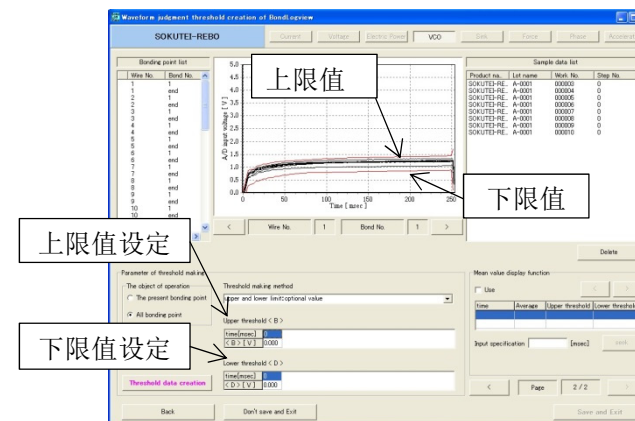 Waveform judgment threshold creation of BondLogview
SOKUTEI-REBO
Current
Voltage
Electric Power
VCO
Sink
Force
Phase
Bonding point list
Wire No. Bond No.
1 1
1 end
2 1
2 end
3 1
3 end
4 1
4 end
5 1
5 end
6 1
6 end
7 1
7 end
8 1
8 end
9 1
9 end
10 1
10 end
A/D input voltage [V]
5.0
4.5
4.0
3.5
3.0
2.5
2.0
1.5
1.0
0.5
0.0
0 50 100 150 200 250
Time [msec]
上限值
下限值
< Wire No. 1 Bond No. 1 >
Sample data list
Product na.. Lot name Work No. Step No.
SOKUTEI-RE.. A-0001 000003 0
SOKUTEI-RE.. A-0001 000004 0
SOKUTEI-RE.. A-0001 000005 0
SOKUTEI-RE.. A-0001 000006 0
SOKUTEI-RE.. A-0001 000007 0
SOKUTEI-RE.. A-0001 000008 0
SOKUTEI-RE.. A-0001 000009 0
SOKUTEI-RE.. A-0001 000010 0
Delete
上限值设定
下限值设定
Parameter of threshold making
The object of operation
The present bonding point
All bonding point
Threshold data creation
Threshold making method
upper and lower limit:optional value
Upper threshold < B >
time[msec] 0
< B > [ V ] 0.000
Lower threshold < D >
time[msec] 0
< D > [ V ] 0.000
Mean value display function
Use
< >
time Average Upper threshold Lower threshold
Input specification [msec] seek
< Page 2/2 >
Back
Don't save and Exit
Save and Exit